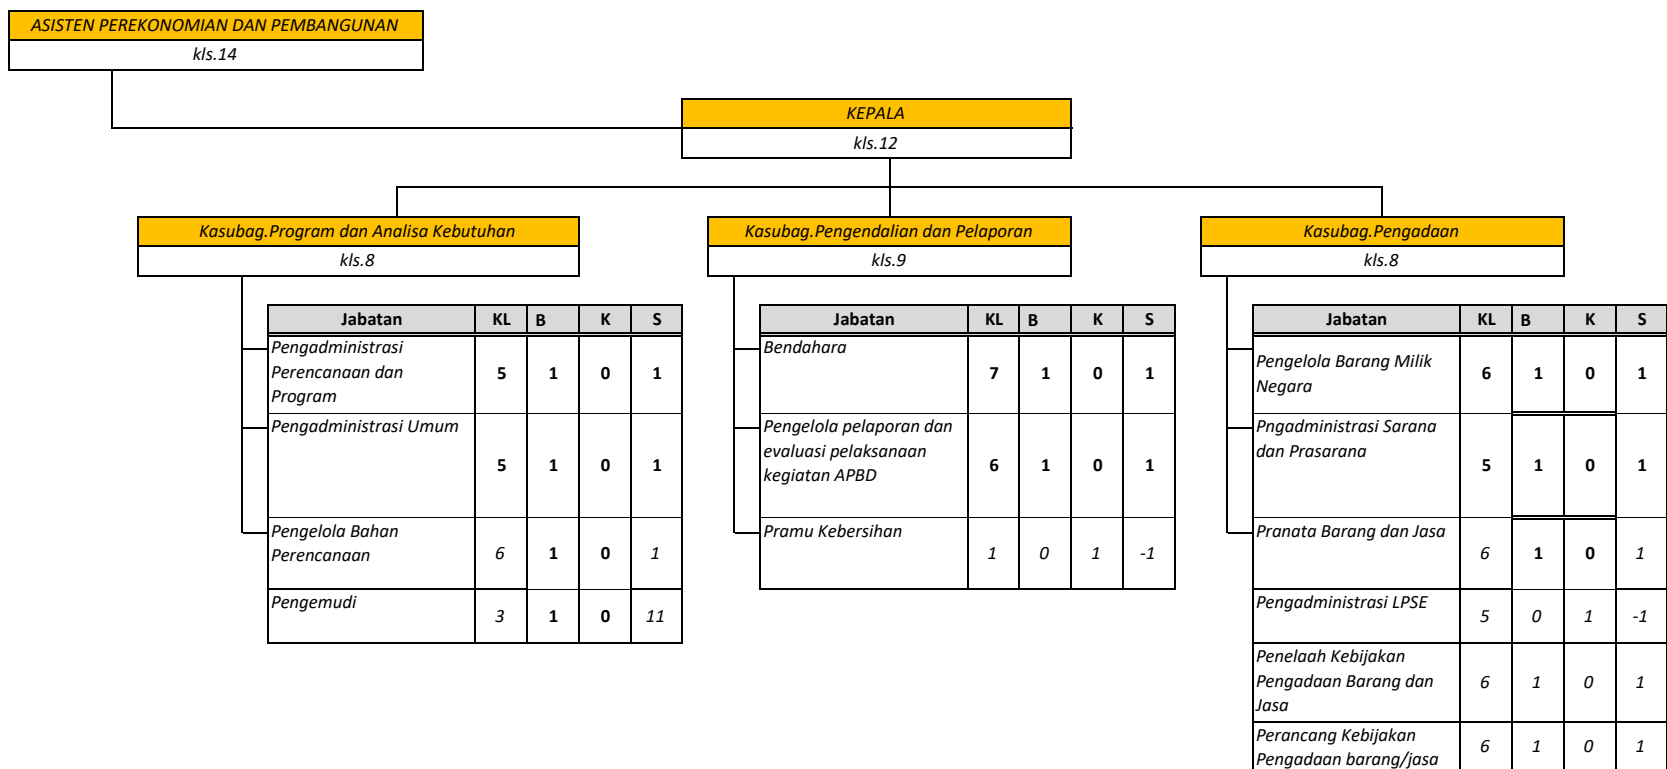 ASISTEN PEREKONOMIAN DAN PEMBANGUNAN
kls.14
KEPALA
kls.12
Kasubag.Program dan Analisa Kebutuhan
kls.8
Jabatan KL B K S
Pengadministrasi
Perencanaan dan 5 1 0 1
Program
Pengadministrasi Umum
5 1 0 1
Pengelola Bahan
Perencanaan 6 1 0 1
Pengemudi
3 1 0 11
Kasubag.Pengendalian dan Pelaporan
kls.9
Jabatan KL B K S
Bendahara
7 1 0 1
Pengelola pelaporan dan
evaluasi pelaksanaan 6 1 0 1
kegiatan APBD
Pramu Kebersihan
1 0 1 -1
Kasubag.Pengadaan
kls.8
Jabatan KL B K S
Pengelola Barang Milik 6 1 0 1
Negara
Pngadministrasi Sarana
dan Prasarana 5 1 0 1
Pranata Barang dan Jasa
6 1 0 1
Pengadministrasi LPSE 5 0 1 -1
Penelaah Kebijakan
Pengadaan Barang dan 6 1 0 1
Jasa
Perancang Kebijakan 6 1 0 1
Pengadaan barang/jasa